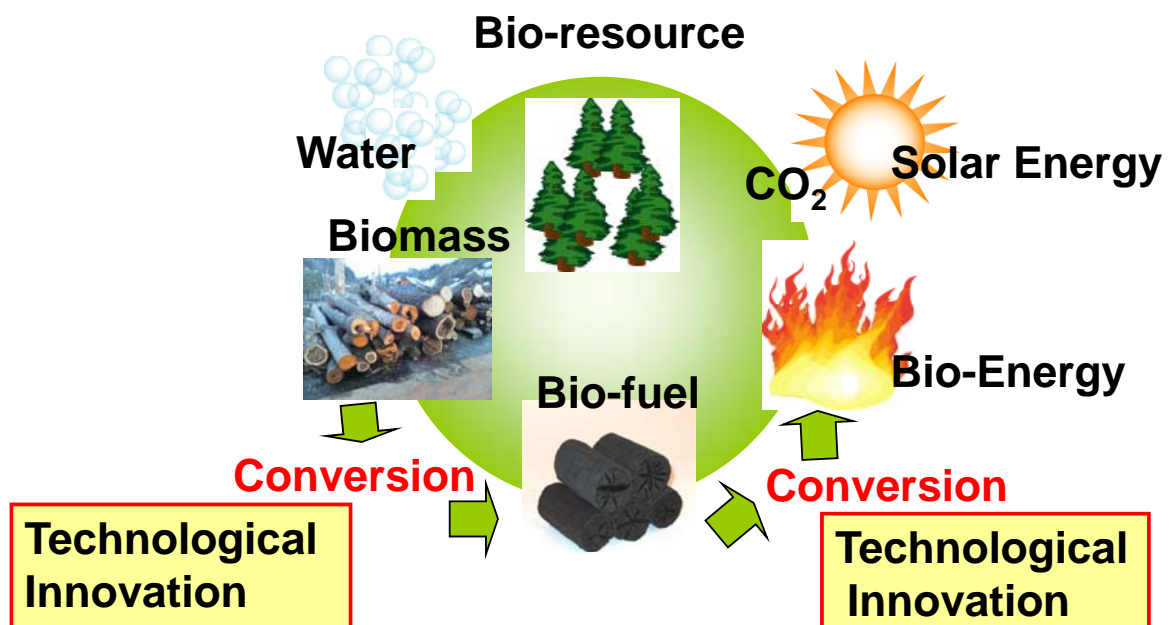 Bio-resource
Water
Solar Energy
CO₂
Biomass
Bio-Energy
Bio-fuel
Conversion
Conversion
Technological
Innovation
Technological
Innovation